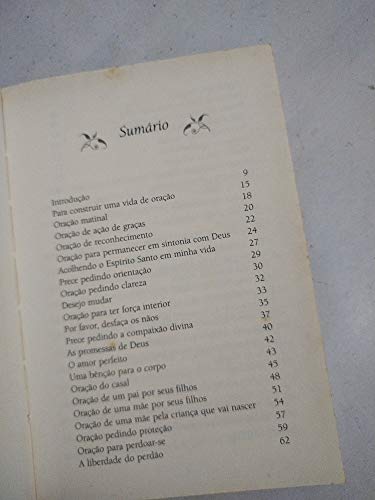 Sumário
Introdução 9
Para construir uma vida de oração 15
Oração matinal 18
Oração de ação de graças 20
Oração de reconhecimento 22
Oração para permanecer em sintonia com Deus 24
Acolhendo o Espírito Santo em minha vida 27
Prece pedindo orientação 29
Oração pedindo clareza 30
Desejo mudar 32
Oração para ter força interior 33
Por favor, desfaça os nãos 35
Prece pedindo a compaixão divina 37
As promessas de Deus 40
O amor perfeito 42
Uma bênção para o corpo 43
Oração do casal 45
Oração de um pai por seus filhos 48
Oração de uma mãe por seus filhos 51
Oração de uma mãe pela criança que vai nascer 54
Oração pedindo proteção 57
Oração para perdoar-se 59
A liberdade do perdão 62